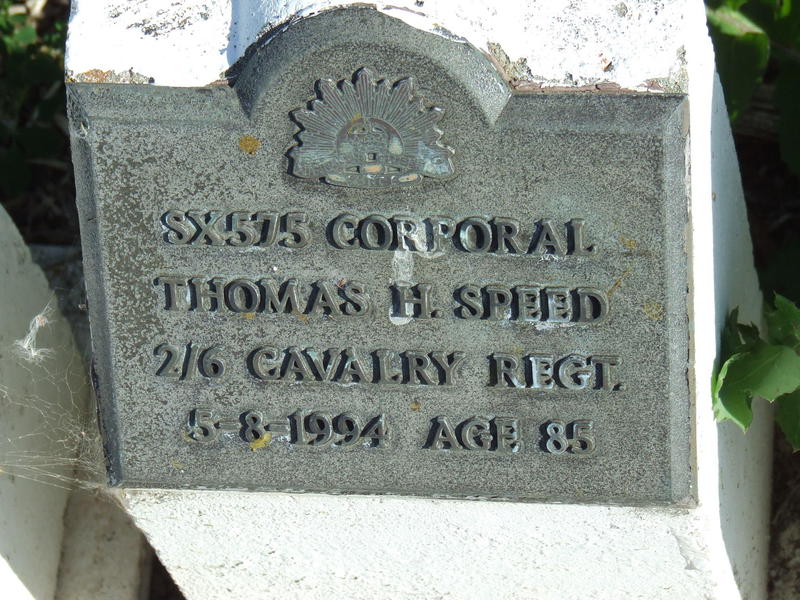 SX575 CORPORAL
THOMAS H. SPEED
2/6 CAVALRY REGT.
5-8-1994 AGE 85